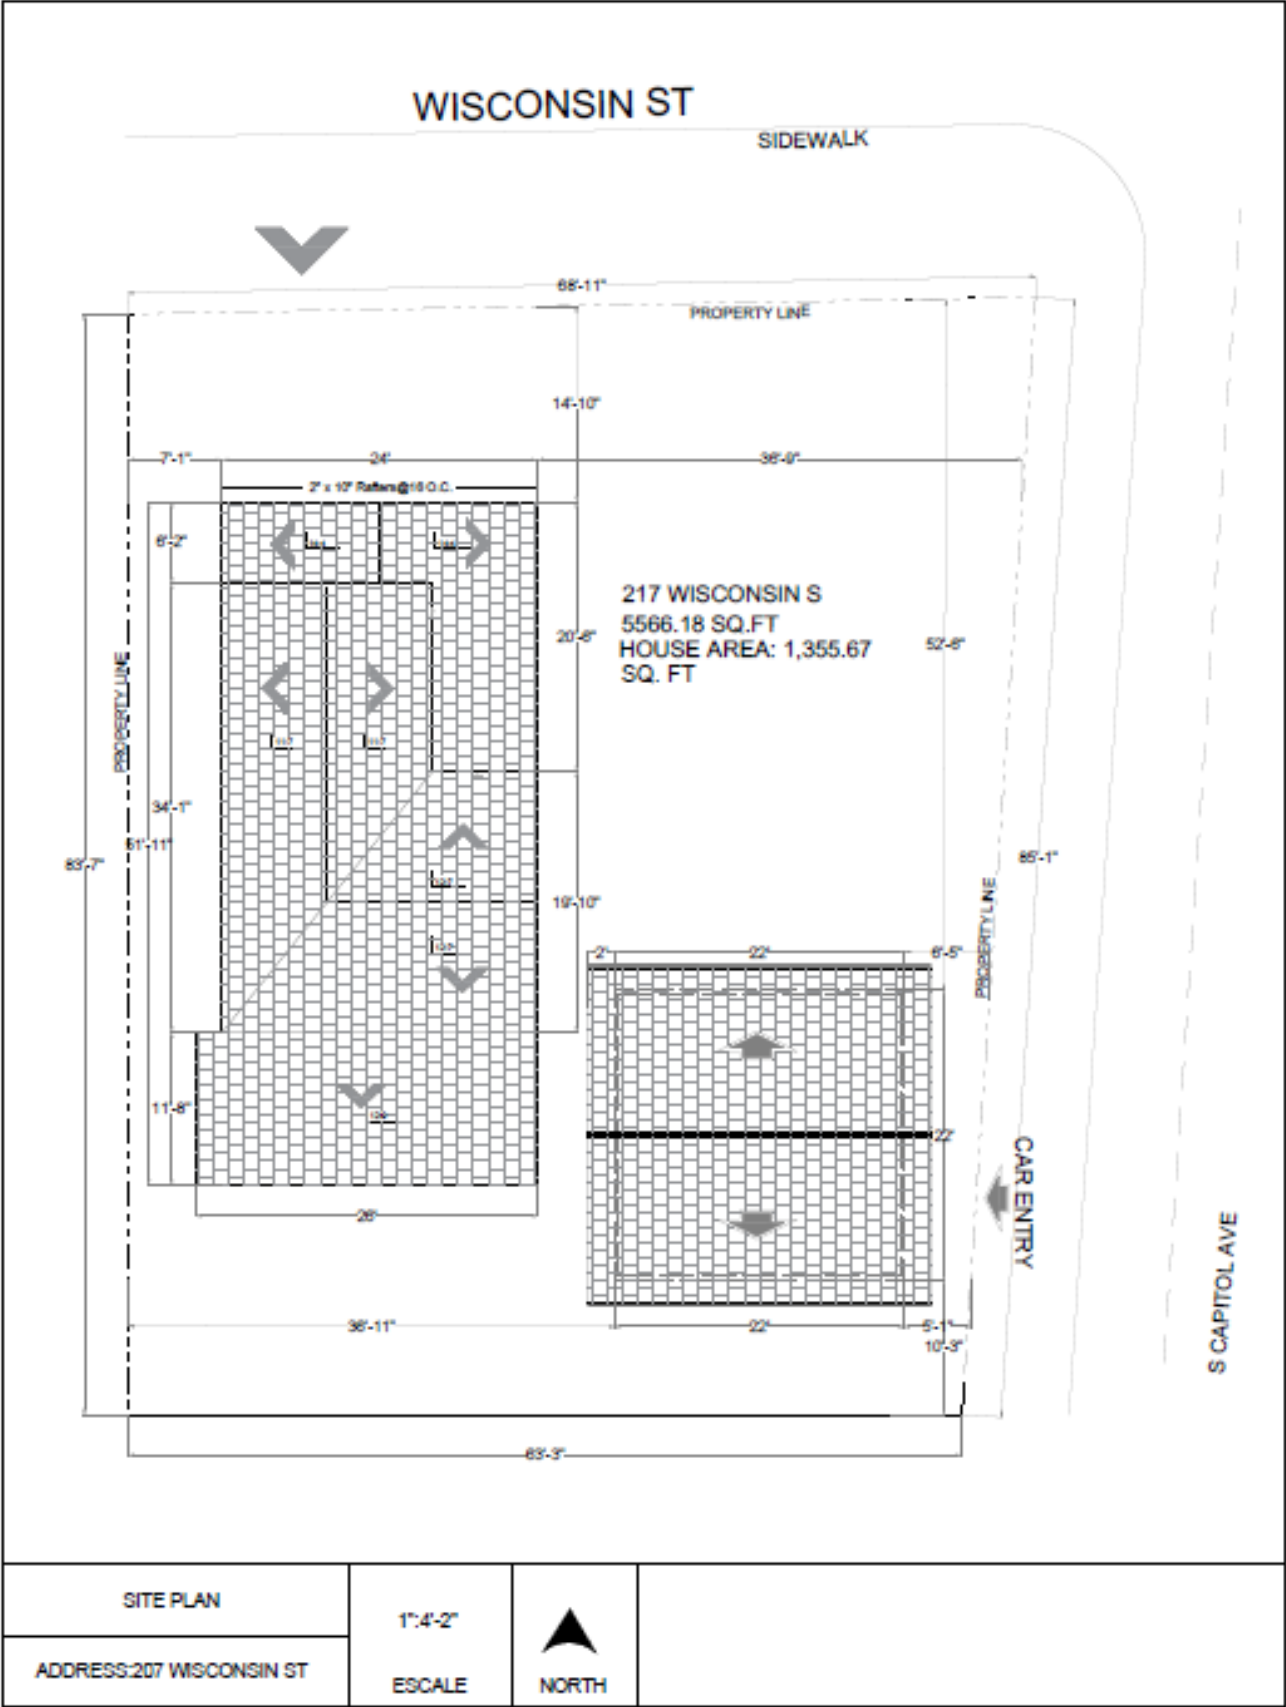 WISCONSIN ST
SIDEWALK
68'-11"
PROPERTY LINE
14'-10"
7'-1"
24'
36'-9"
2" x 10" Rafters@16 O.C.
6'-2"
217 WISCONSIN S
5566.18 SQ.FT
HOUSE AREA: 1,355.67
SQ. FT
20'-6"
52'-6"
PROPERTY LINE
34'-1"
51'-11"
83'-7"
85'-1"
19'-10"
PROPERTY LINE
2'
22'
6'-5"
11'-8"
22'
CAR ENTRY
26'
36'-11"
22'
5'-1"
10'-3"
S CAPITOL AVE
63'-3"
SITE PLAN
1":4'-2"
ADDRESS:207 WISCONSIN ST
ESCALE
NORTH